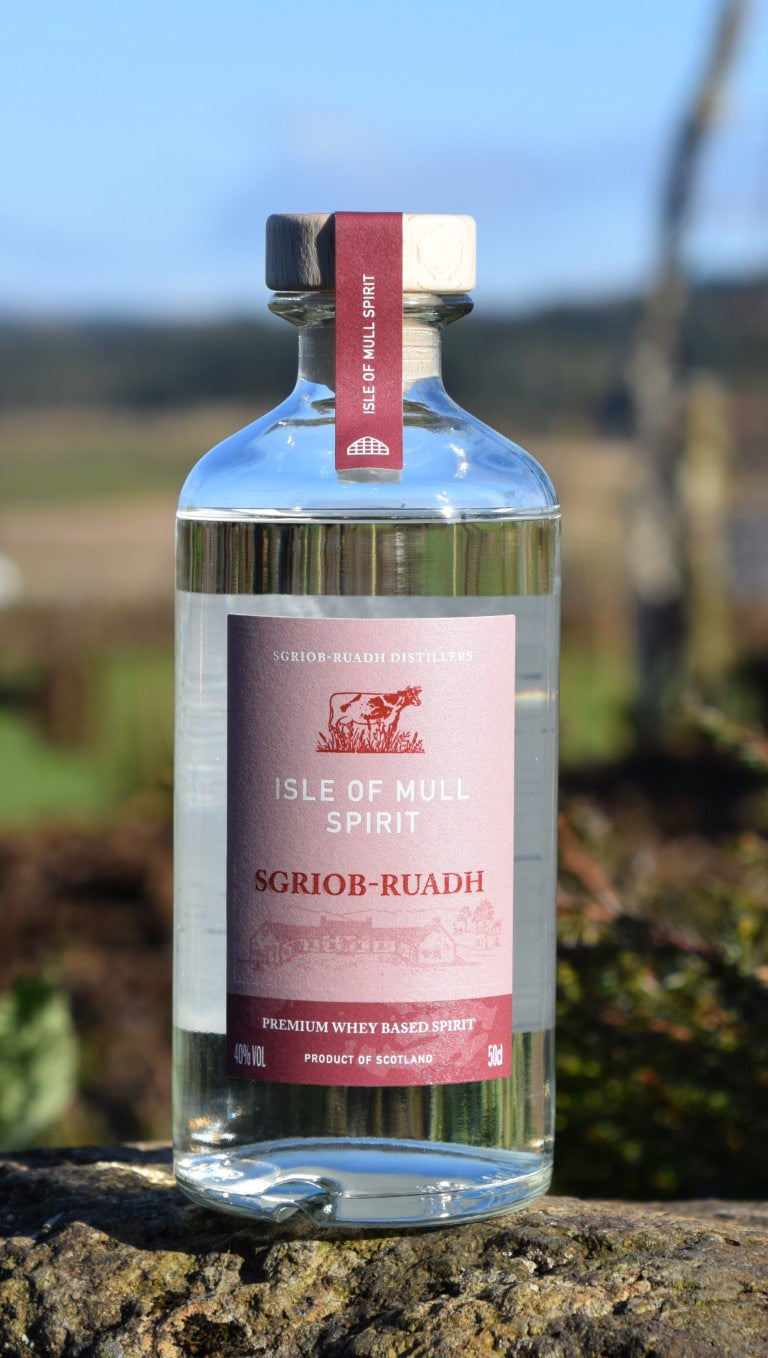 ISLE OF MULL SPIRIT
SGRIOB-RUADH DISTILLERS
ISLE OF MULL
SPIRIT
SGRIOB-RUADH
PREMIUM WHEY BASED SPIRIT
40% VOL
PRODUCT OF SCOTLAND
50cl